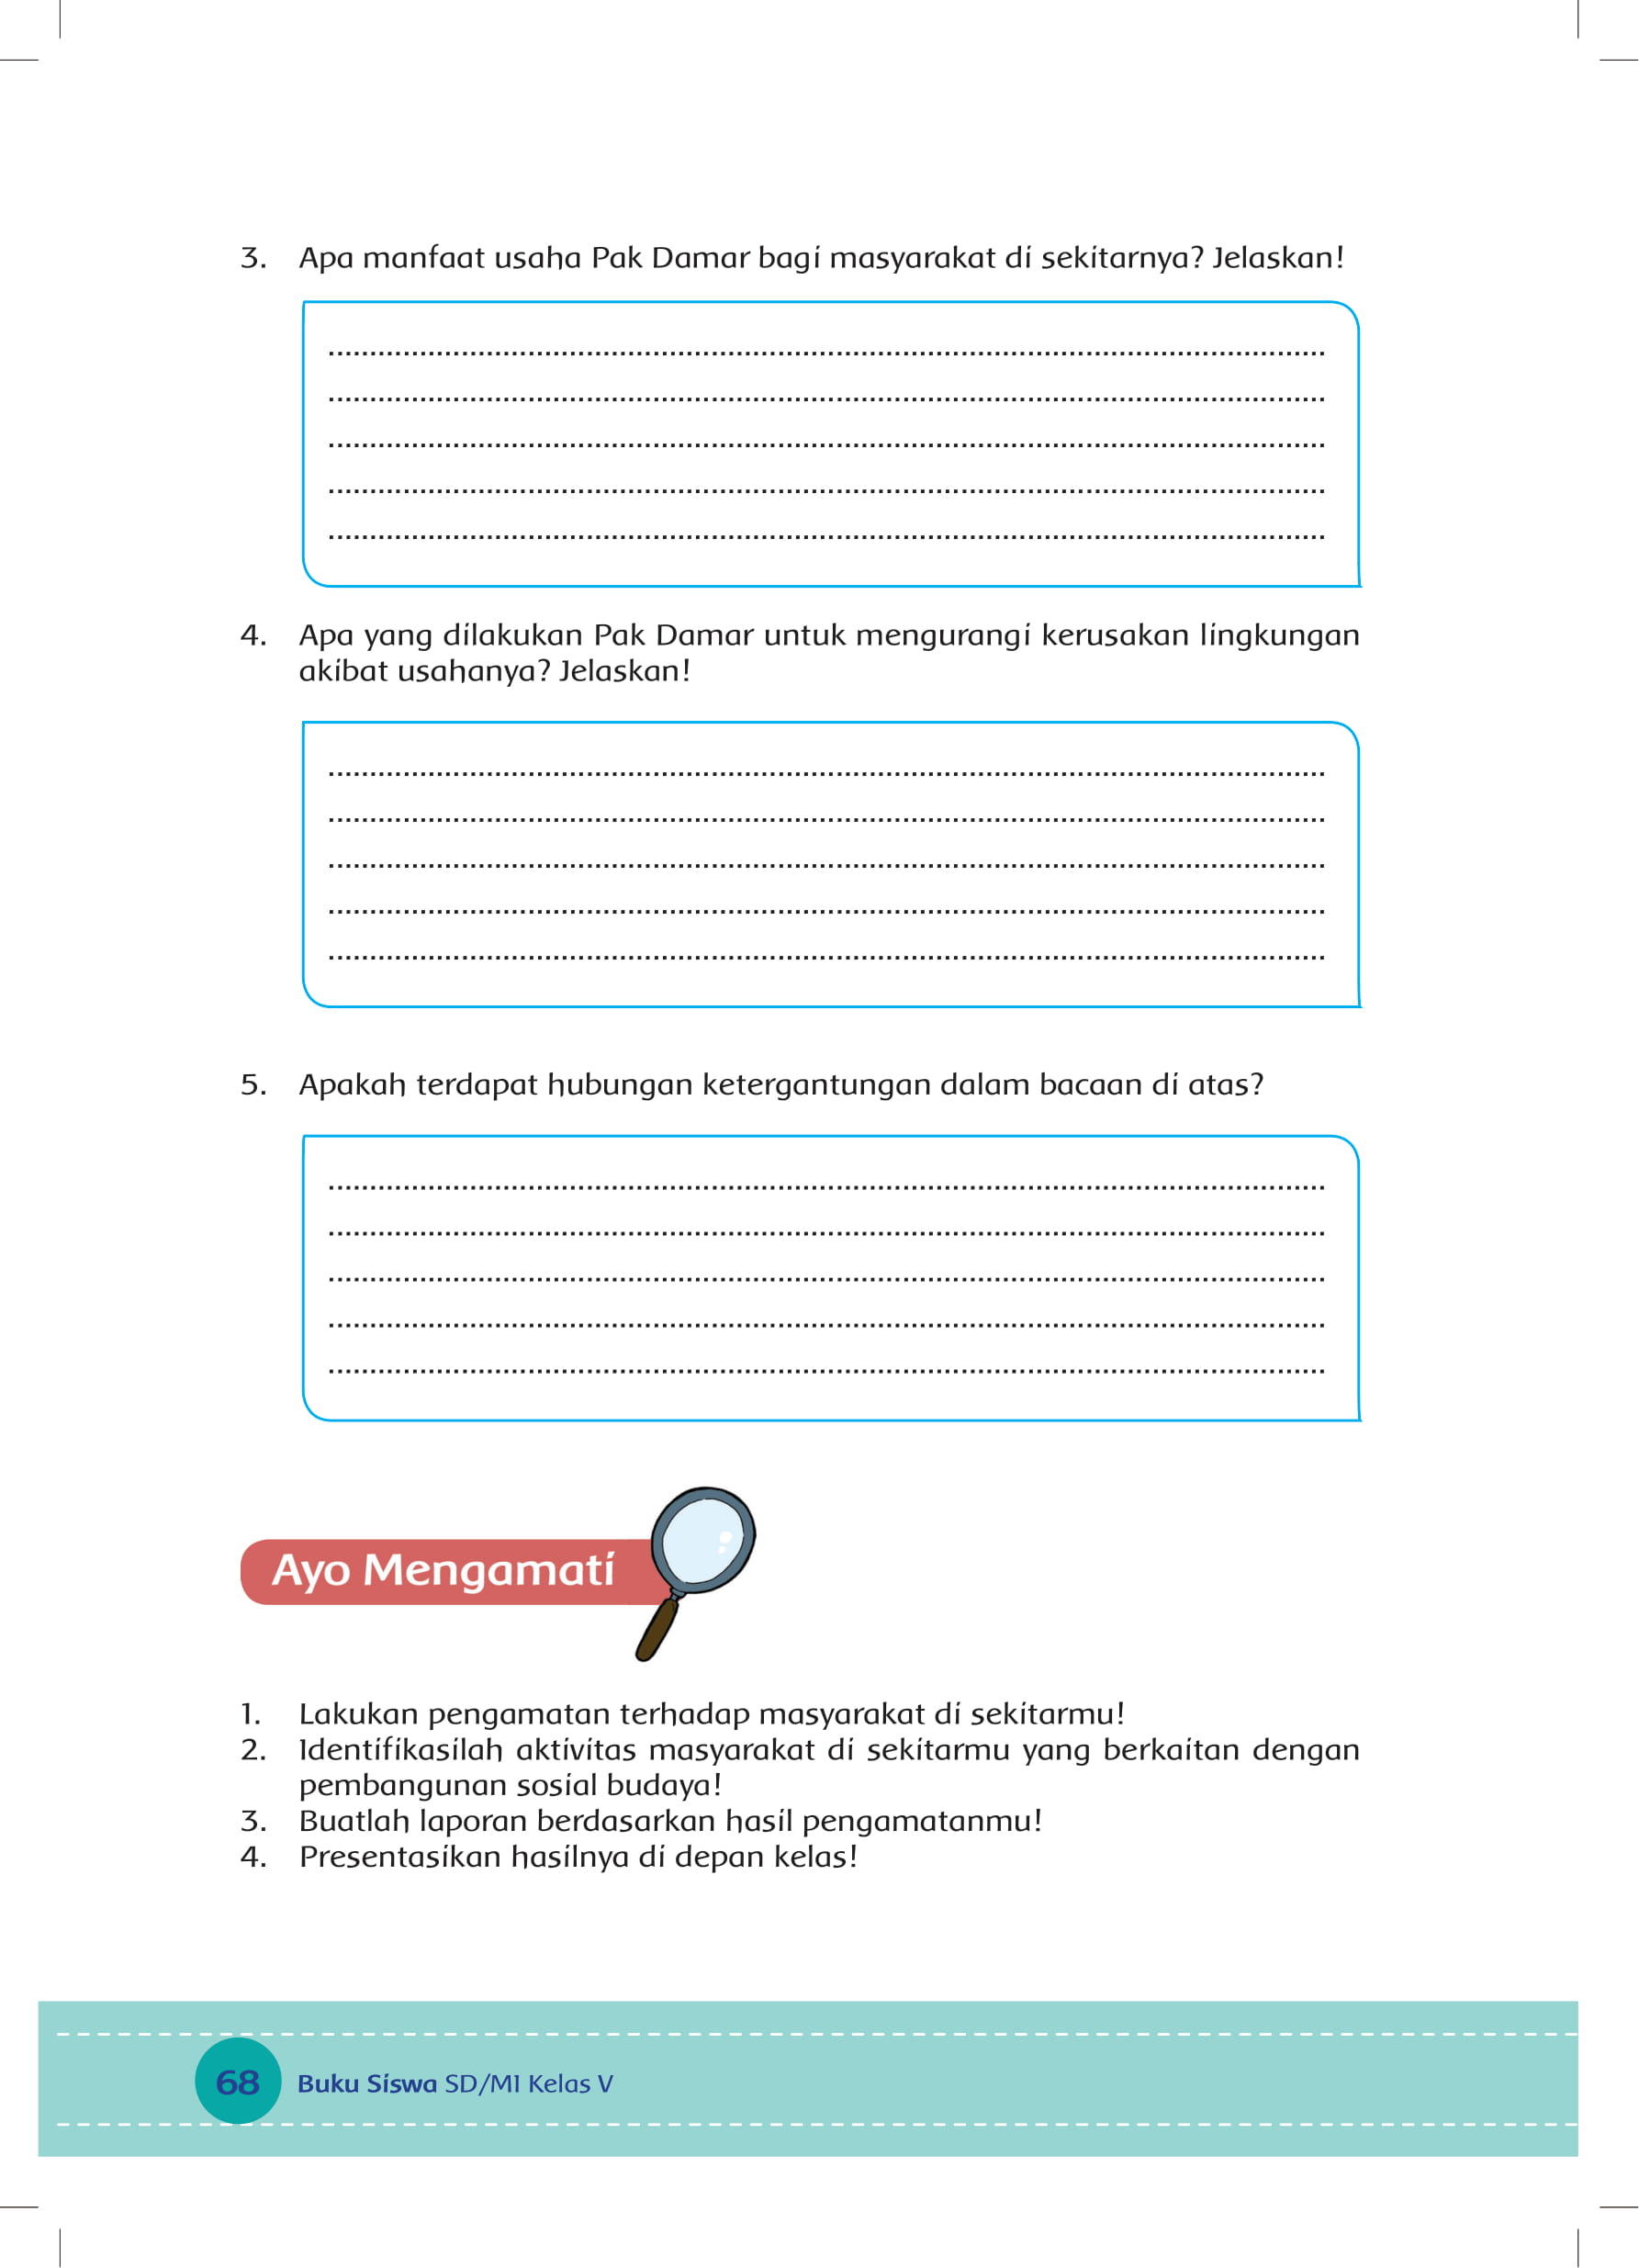 3. Apa manfaat usaha Pak Damar bagi masyarakat di sekitarnya? Jelaskan!
................................................................................
................................................................................
................................................................................
................................................................................
................................................................................
4. Apa yang dilakukan Pak Damar untuk mengurangi kerusakan lingkungan
akibat usahanya? Jelaskan!
................................................................................
................................................................................
................................................................................
................................................................................
................................................................................
5. Apakah terdapat hubungan ketergantungan dalam bacaan di atas?
................................................................................
................................................................................
................................................................................
................................................................................
................................................................................
Ayo Mengamati
1. Lakukan pengamatan terhadap masyarakat di sekitarmu!
2. Identifikasilah aktivitas masyarakat di sekitarmu yang berkaitan dengan
pembangunan sosial budaya!
3. Buatlah laporan berdasarkan hasil pengamatanmu!
4. Presentasikan hasilnya di depan kelas!
68 Buku Siswa SD/MI Kelas V